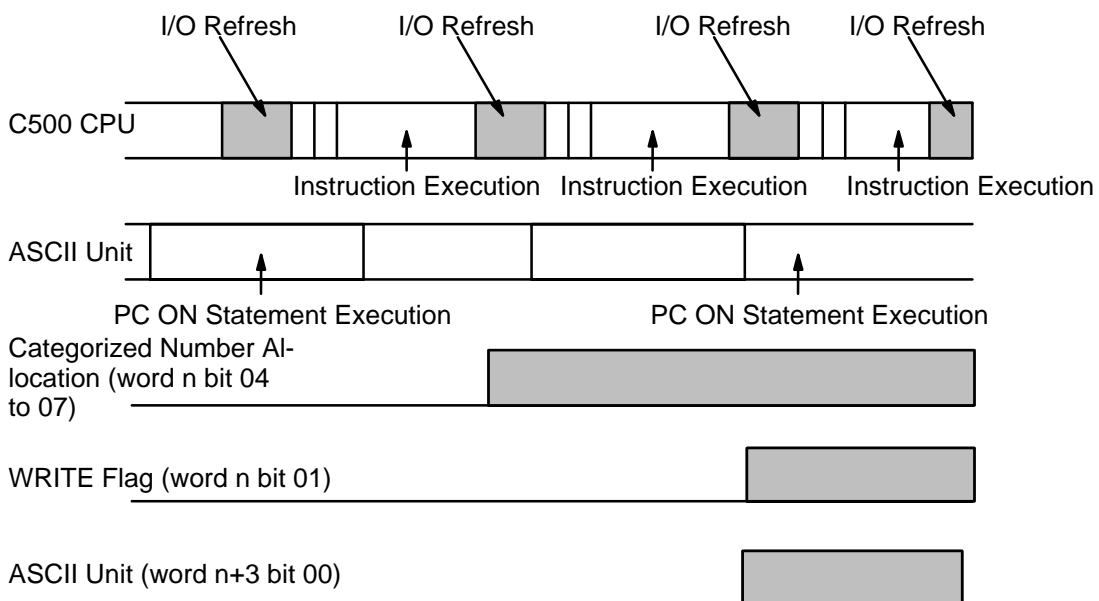 I/O Refresh I/O Refresh I/O Refresh I/O Refresh
C500 CPU
Instruction Execution Instruction Execution Instruction Execution
ASCII Unit
PC ON Statement Execution PC ON Statement Execution
Categorized Number Al-
location (word n bit 04
to 07)
WRITE Flag (word n bit 01)
ASCII Unit (word n+3 bit 00)